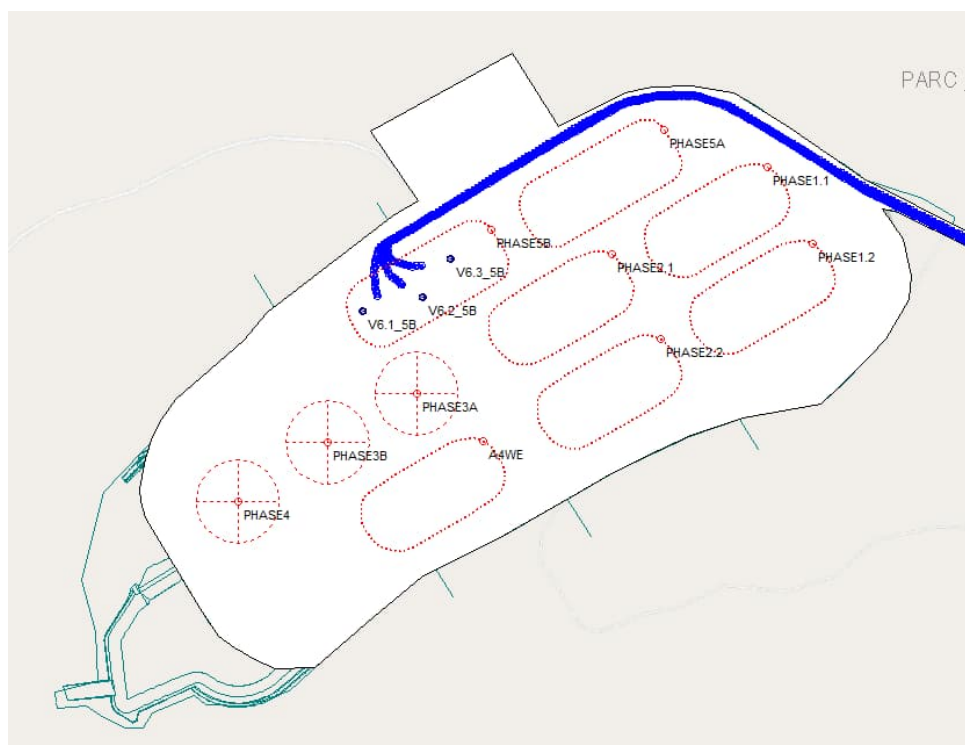 PARC
PHASE5A
PHASE1.1
PHASE5B
PHASE1.2
V6.3_5B
PHASE2.1
V6.2_5B
V6.1_5B
PHASE2.2
PHASE3A
PHASE3B
A4WE
PHASE4